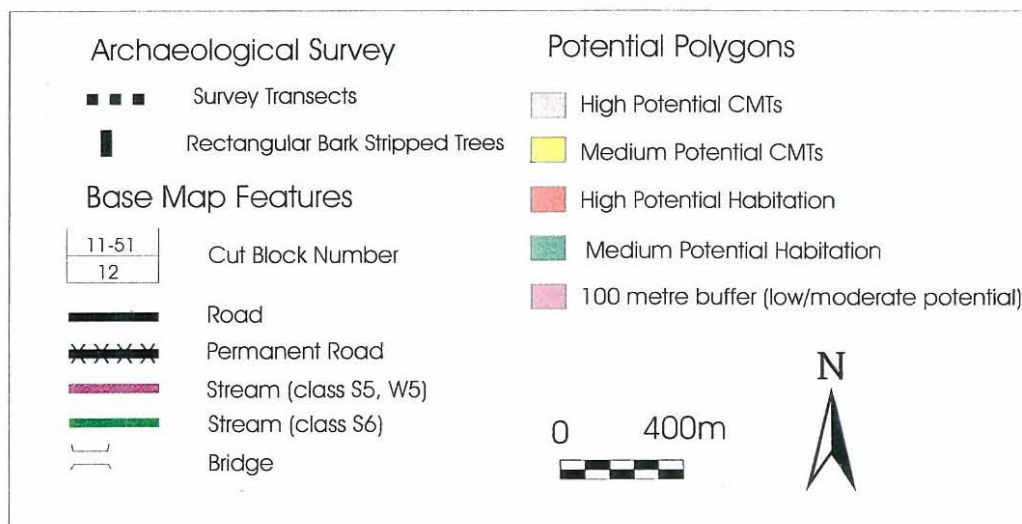 Archaeological Survey
Survey Transects
Rectangular Bark Stripped Trees
Base Map Features
11-51
12
Cut Block Number
Road
Permanent Road
Stream (class S5, W5)
Stream (class S6)
Bridge
Potential Polygons
High Potential CMTs
Medium Potential CMTs
High Potential Habitation
Medium Potential Habitation
100 metre buffer (low/moderate potential)
0 400m
N